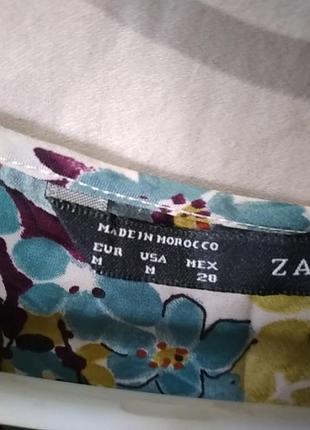 MADE IN MOROCCO
EUR USA MEX
M M 28
ZA